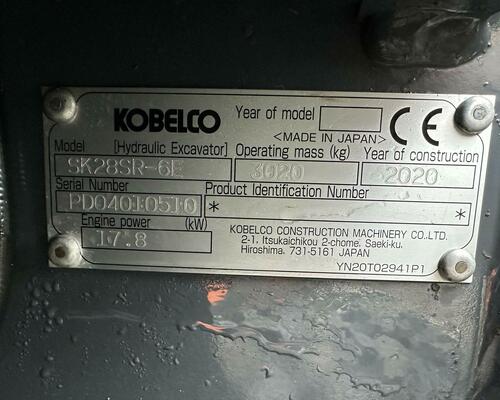 KOBELCO Year of model CE
<MADE IN JAPAN>
Model [Hydraulic Excavator] Operating mass (kg) Year of construction
SK28SR-6E 3020 2020
Serial Number Product Identification Number
PD04010510 * *
Engine power (kW)
17.8
KOBELCO CONSTRUCTION MACHINERY CO.,LTD.
2-1. Itsukaichikou 2-chome. Saeki-ku.
Hiroshima. 731-5161 JAPAN
YN20T02941P1